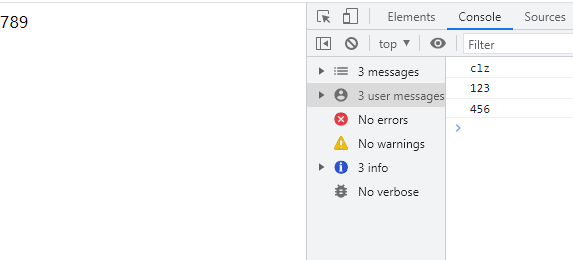 789
Elements Console Sources
top ▼ Filter
3 messages
3 user messages
No errors
No warnings
3 info
No verbose
clz
123
456